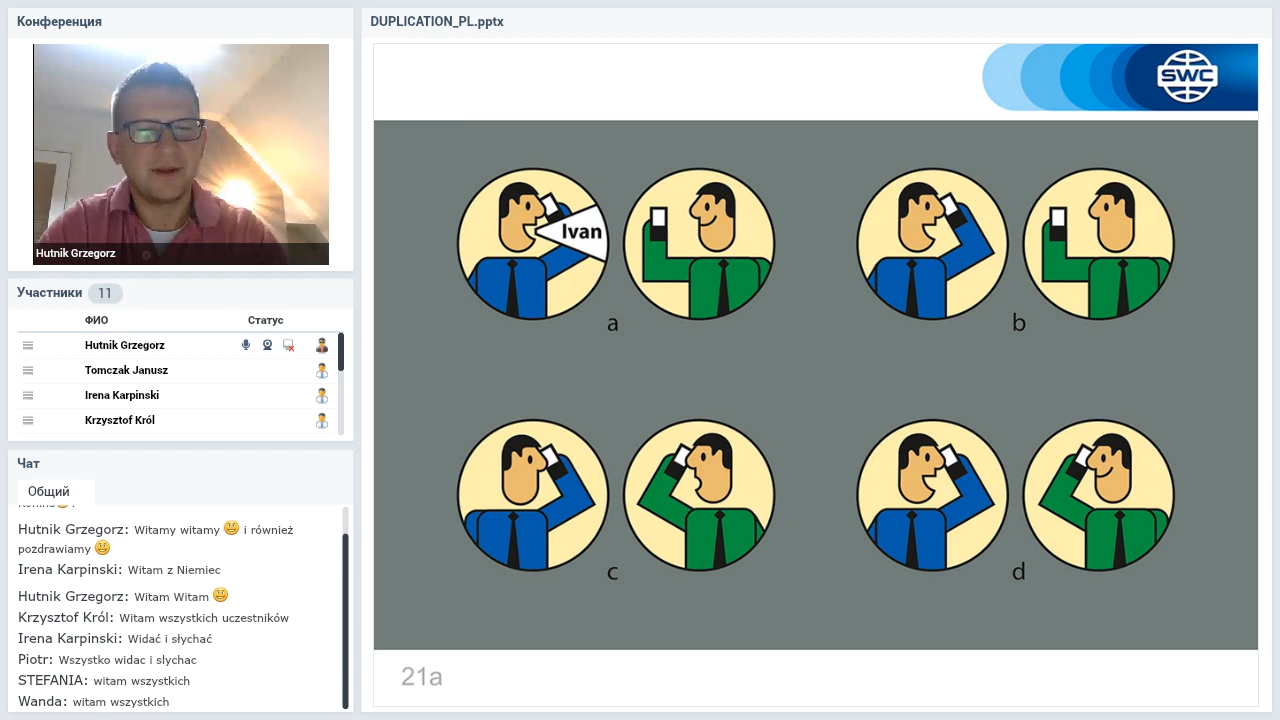 Конференция
Hutnik Grzegorz
Участники 11
ФИО Статус
Hutnik Grzegorz
Tomczak Janusz
Irena Karpinski
Krzysztof Król
Чат
Общий
Hutnik Grzegorz: Witamy witamy i również
pozdrawiamy
Irena Karpinski: Witam z Niemiec
Hutnik Grzegorz: Witam Witam
Krzysztof Król: Witam wszystkich uczestników
Irena Karpinski: Widać i słychać
Piotr: Wszystko widac i slychac
STEFANIA: witam wszystkich
Wanda: witam wszystkich
DUPLICATION_PL.pptx
SWC
Ivan
a
b
c
d
21a